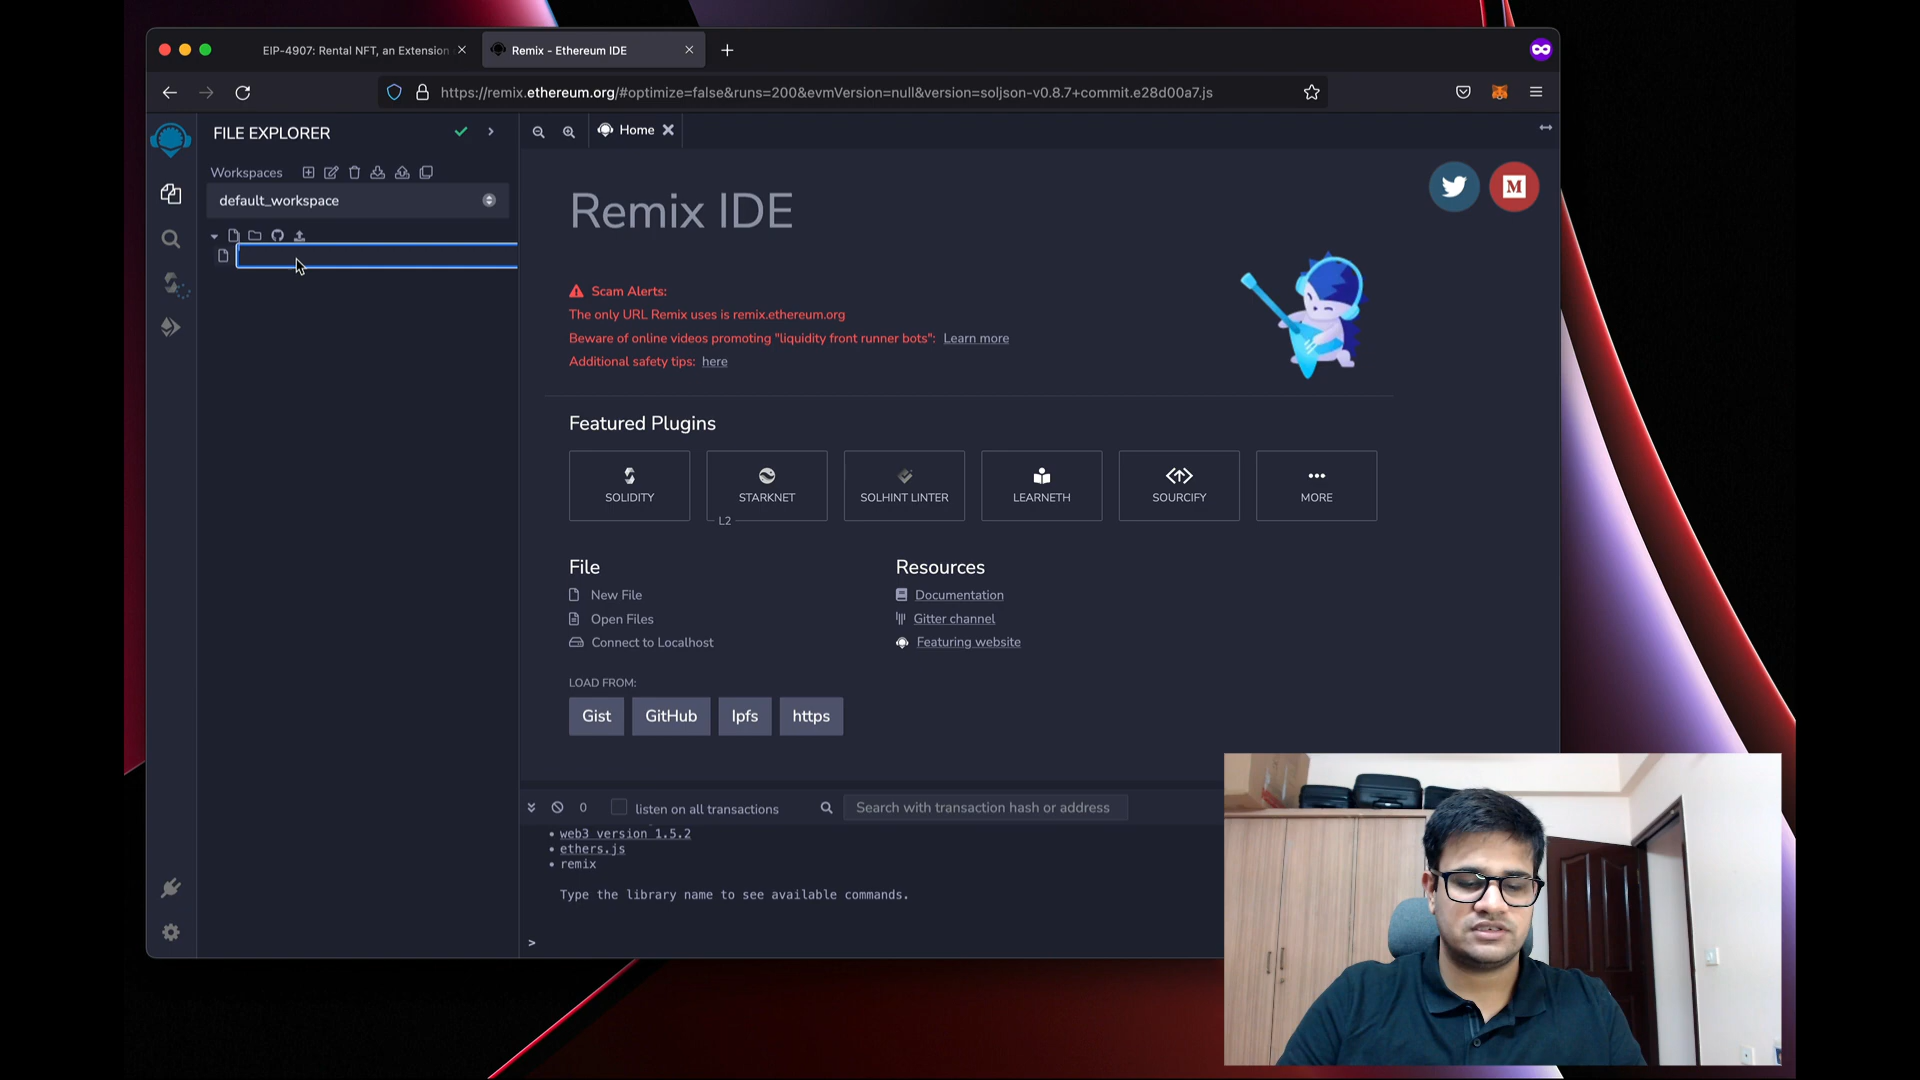 EIP-4907: Rental NFT, an Extension
Remix - Ethereum IDE
https://remix.ethereum.org/#optimize=false&runs=200&evmVersion=null&version=soljson-v0.8.7+commit.e28d00a7.js
FILE EXPLORER
Home
Workspaces
default_workspace
Remix IDE
M
Scam Alerts:
The only URL Remix uses is remix.ethereum.org
Beware of online videos promoting "liquidity front runner bots": Learn more
Additional safety tips: here
Featured Plugins
SOLIDITY
STARKNET
L2
SOLHINT LINTER
LEARNETH
SOURCIFY
MORE
File
New File
Open Files
Connect to Localhost
Resources
Documentation
Gitter channel
Featuring website
LOAD FROM:
Gist
GitHub
Ipfs
https
0
listen on all transactions
Search with transaction hash or address
• web3 version 1.5.2
• ethers.js
• remix
Type the library name to see available commands.
>